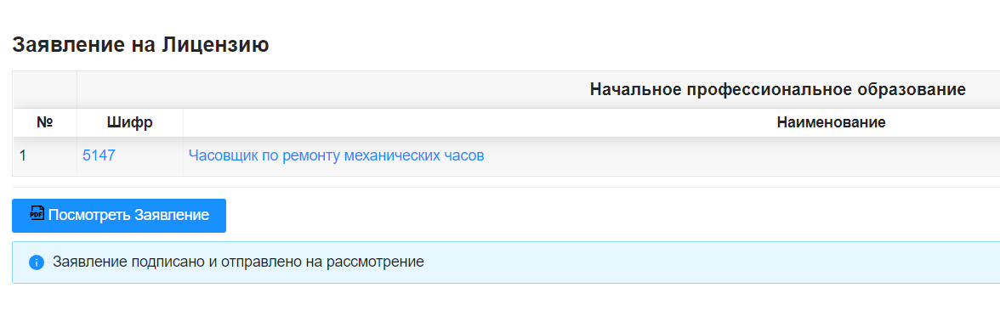 Заявление на Лицензию
Начальное профессиональное образование
№ Шифр Наименование
1 5147 Часовщик по ремонту механических часов
PDF Посмотреть Заявление
i Заявление подписано и отправлено на рассмотрение